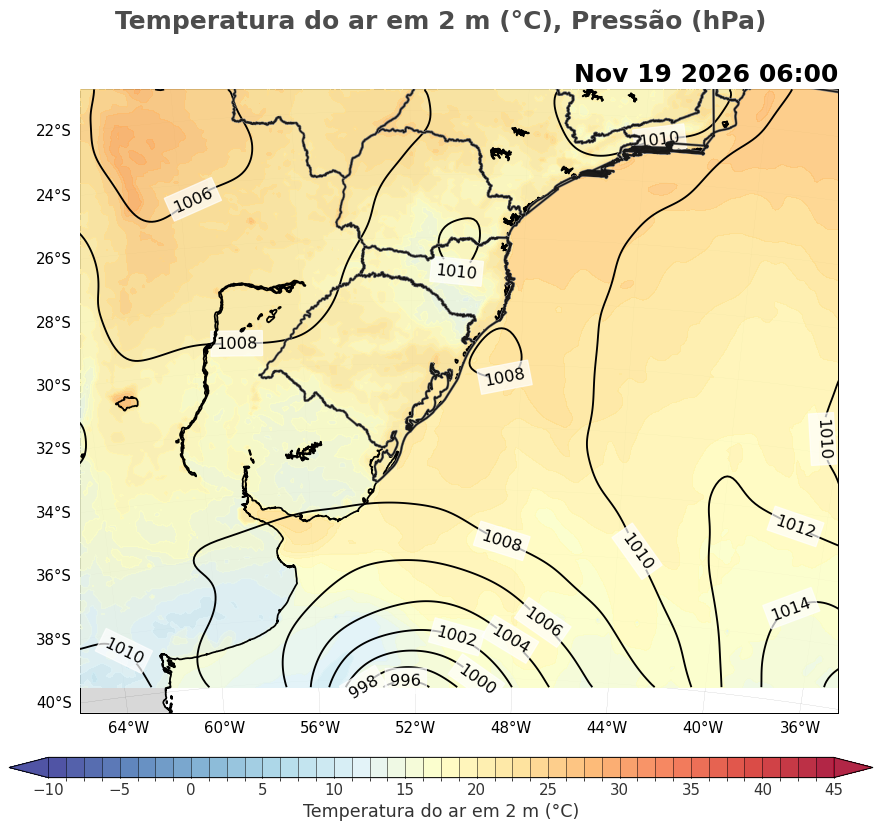 Temperatura do ar em 2 m (°C), Pressão (hPa)
Nov 19 2026 06:00
22°S
24°S
26°S
28°S
30°S
32°S
34°S
36°S
38°S
40°S
1010
1006
1010
1008
1008
1010
1012
1008
1010
1014
1006
1004
1002
1010
1000
998
996
64°W 60°W 56°W 52°W 48°W 44°W 40°W 36°W
−10 −5 0 5 10 15 20 25 30 35 40 45
Temperatura do ar em 2 m (°C)